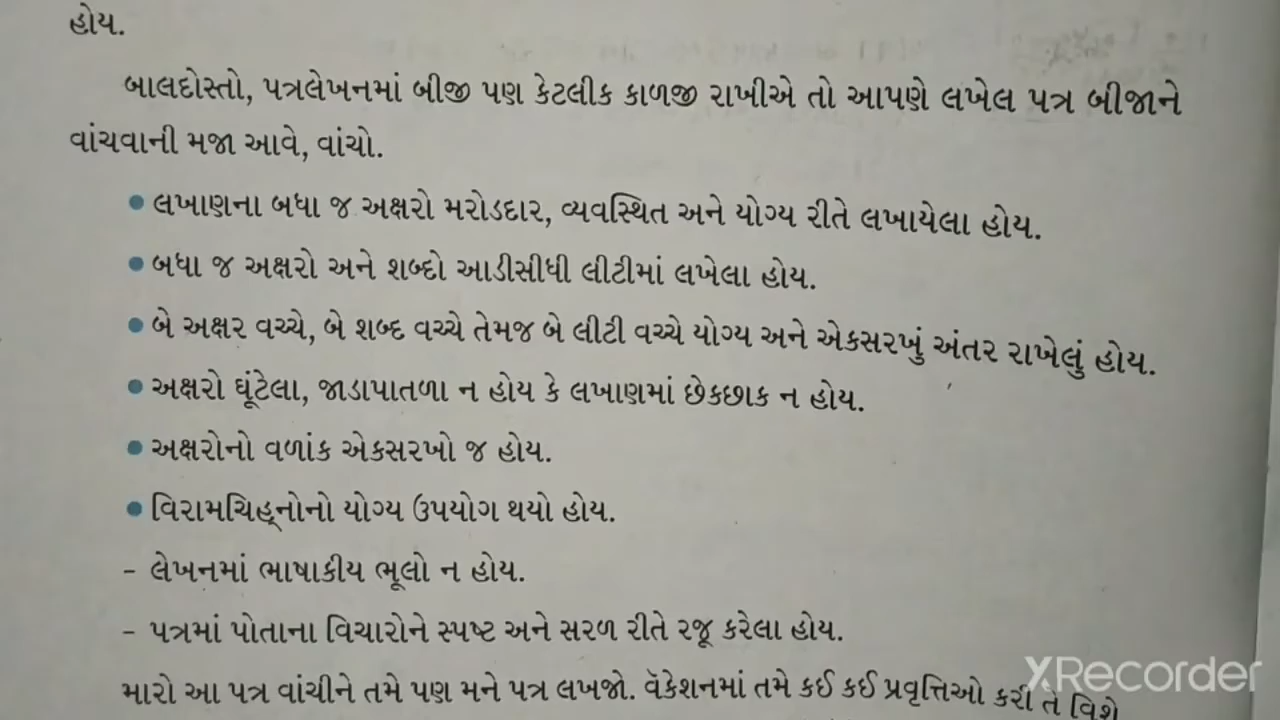 હોય.
બાલદોસ્તો, પત્રલેખનમાં બીજી પણ કેટલીક કાળજી રાખીએ તો આપણે લખેલ પત્ર બીજાને
વાંચવાની મજા આવે, વાંચો.
• લખાણના બધા જ અક્ષરો મરોડદાર, વ્યવસ્થિત અને યોગ્ય રીતે લખાયેલા હોય.
• બધા જ અક્ષરો અને શબ્દો આડીસીધી લીટીમાં લખેલા હોય.
• બે અક્ષર વચ્ચે, બે શબ્દ વચ્ચે તેમજ બે લીટી વચ્ચે યોગ્ય અને એકસરખું અંતર રાખેલું હોય.
• અક્ષરો ઘૂંટેલા, જાડાપાતળા ન હોય કે લખાણમાં છેકછાક ન હોય.
• અક્ષરોનો વળાંક એકસરખો જ હોય.
• વિરામચિહ્નોનો યોગ્ય ઉપયોગ થયો હોય.
- લેખનમાં ભાષાકીય ભૂલો ન હોય.
- પત્રમાં પોતાના વિચારોને સ્પષ્ટ અને સરળ રીતે રજૂ કરેલા હોય.
મારો આ પત્ર વાંચીને તમે પણ મને પત્ર લખજો. વૅકેશનમાં તમે કઈ કઈ પ્રવૃત્તિઓ કરી તે વિશે
XRecorder